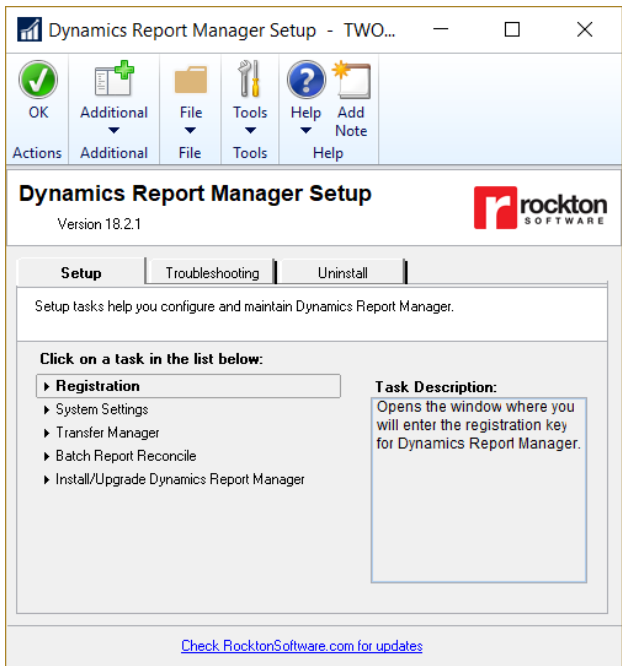 Dynamics Report Manager Setup - TWO...
OK
Additional
File
Tools
Help
Add Note
Actions
Additional
File
Tools
Help
Dynamics Report Manager Setup
Version 18.2.1
rockton
SOFTWARE
Setup
Troubleshooting
Uninstall
Setup tasks help you configure and maintain Dynamics Report Manager.
Click on a task in the list below:
Registration
System Settings
Transfer Manager
Batch Report Reconcile
Install/Upgrade Dynamics Report Manager
Task Description:
Opens the window where you
will enter the registration key
for Dynamics Report Manager.
Check RocktonSoftware.com for updates